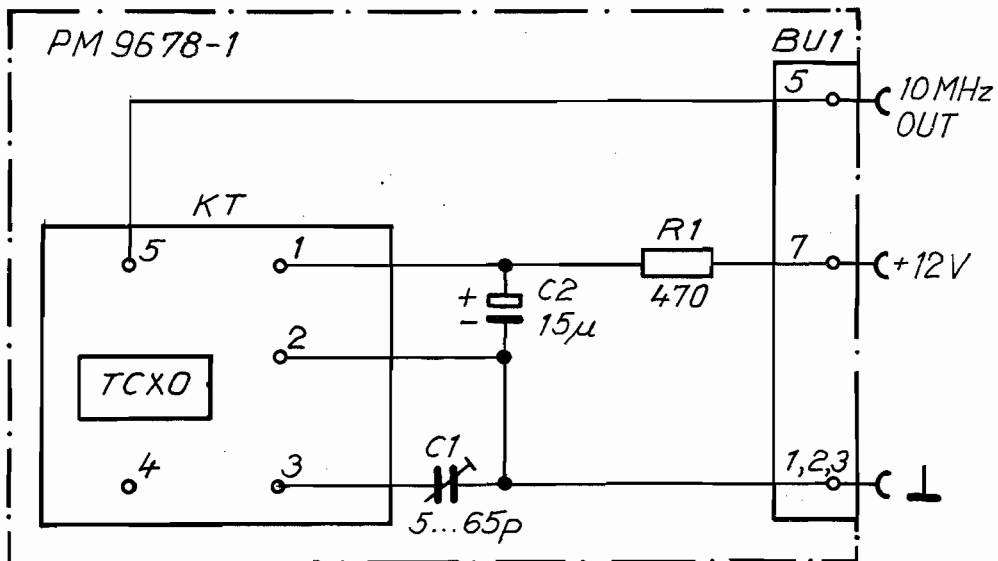 PM 9678-1
BU1
5
10 MHz
OUT
KT
5
1
R1
7
+12V
+
C2
470
-
15μ
2
TCXO
C1
4
3
1,2,3
5...65p